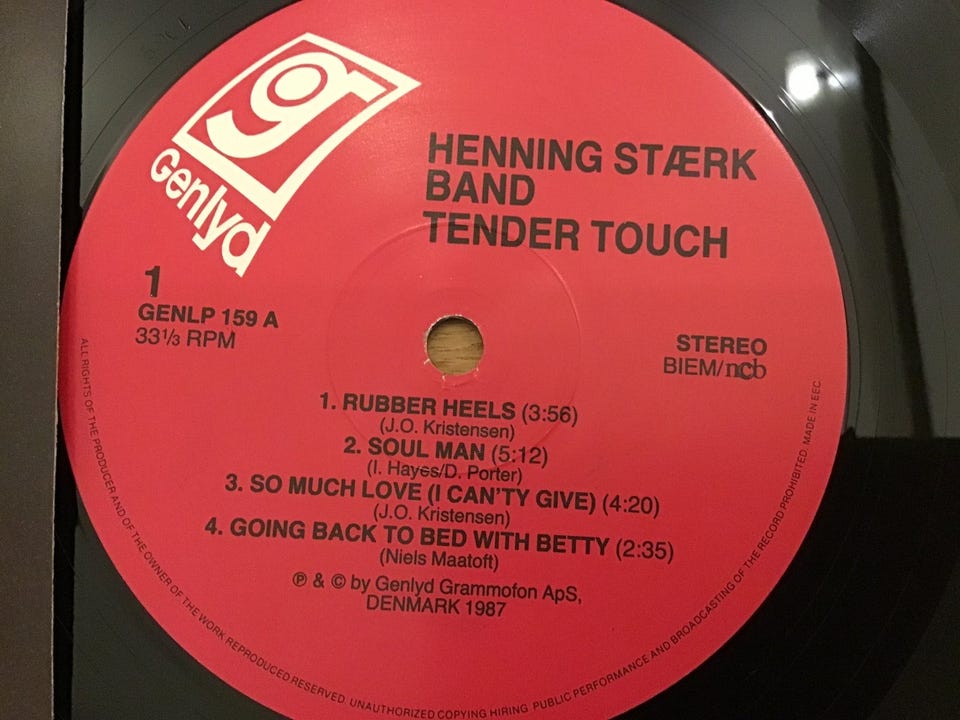 g
Genlyd
HENNING STÆRK
BAND
TENDER TOUCH
1
GENLP 159 A
33⅓ RPM
STEREO
BIEM/ncb
1. RUBBER HEELS (3:56)
(J.O. Kristensen)
2. SOUL MAN (5:12)
(I. Hayes/D. Porter)
3. SO MUCH LOVE (I CAN'TY GIVE) (4:20)
(J.O. Kristensen)
4. GOING BACK TO BED WITH BETTY (2:35)
(Niels Maatoft)
℗ & © by Genlyd Grammofon ApS,
DENMARK 1987
ALL RIGHTS OF THE PRODUCER AND OF THE OWNER OF THE WORK REPRODUCED RESERVED. UNAUTHORIZED COPYING HIRING PUBLIC PERFORMANCE AND BROADCASTING OF THE RECORD PROHIBITED. MADE IN EEC.